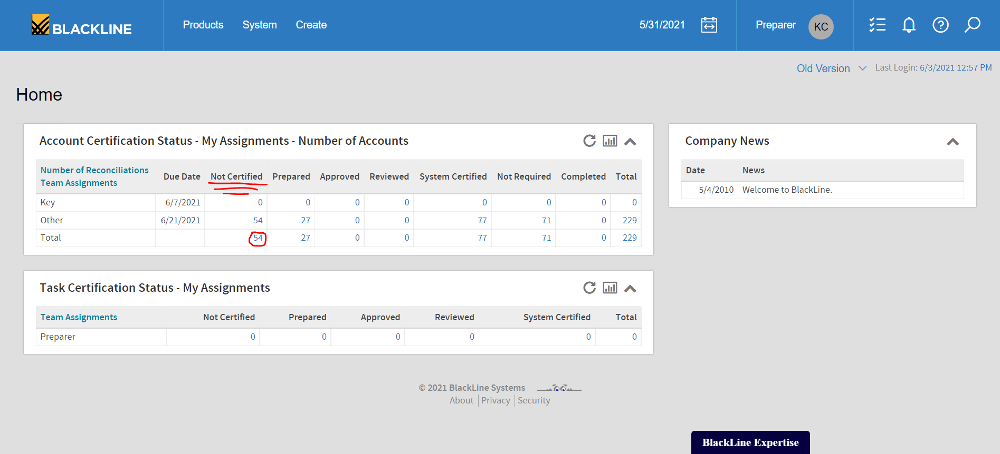 BLACKLINE Products System Create 5/31/2021 Preparer KC
Old Version Last Login: 6/3/2021 12:57 PM
Home
Account Certification Status - My Assignments - Number of Accounts
Number of Reconciliations Team Assignments Due Date Not Certified Prepared Approved Reviewed System Certified Not Required Completed Total
Key 6/7/2021 0 0 0 0 0 0 0 0
Other 6/21/2021 54 27 0 0 77 71 0 229
Total 54 27 0 0 77 71 0 229
Company News
Date News
5/4/2010 Welcome to BlackLine.
Task Certification Status - My Assignments
Team Assignments Not Certified Prepared Approved Reviewed System Certified Total
Preparer 0 0 0 0 0 0
© 2021 BlackLine Systems
About Privacy Security
BlackLine Expertise